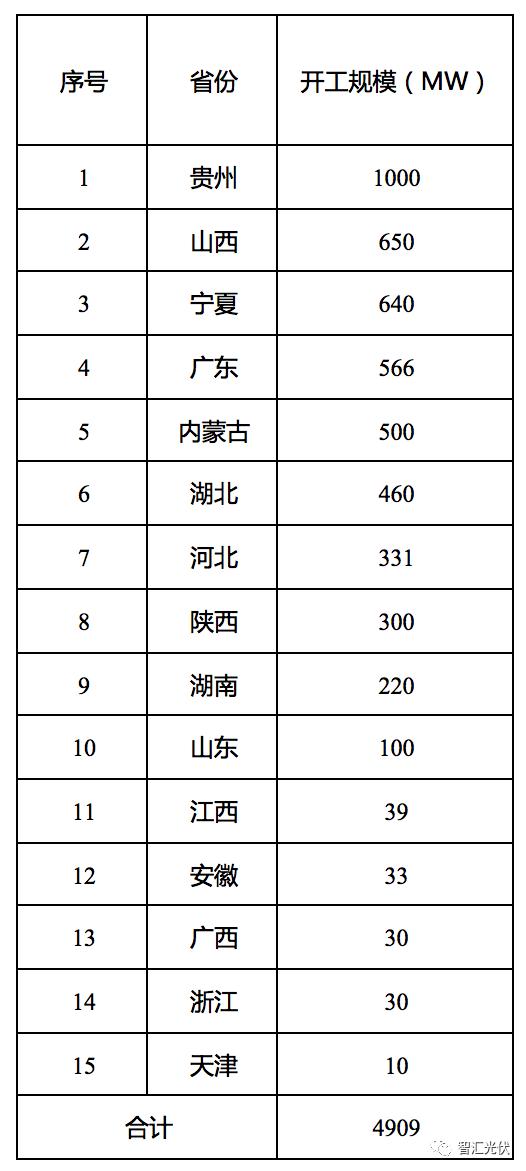 序号 省份 开工规模（MW）
1 贵州 1000
2 山西 650
3 宁夏 640
4 广东 566
5 内蒙古 500
6 湖北 460
7 河北 331
8 陕西 300
9 湖南 220
10 山东 100
11 江西 39
12 安徽 33
13 广西 30
14 浙江 30
15 天津 10
合计 4909
智汇光伏